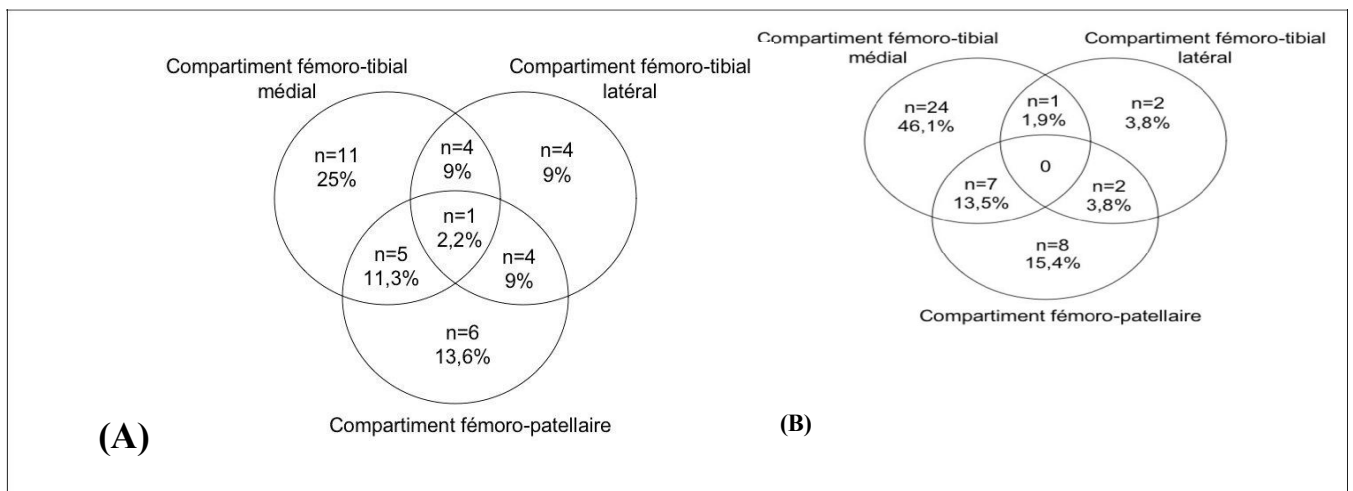 Compartiment fémoro-tibial
médial
Compartiment fémoro-tibial
latéral
n=11
25%
n=4
9%
n=4
9%
n=1
2,2%
n=5
11,3%
n=4
9%
n=6
13,6%
Compartiment fémoro-patellaire
(A)
Compartiment fémoro-tibial
médial
Compartiment fémoro-tibial
latéral
n=24
46,1%
n=1
1,9%
n=2
3,8%
0
n=7
13,5%
n=2
3,8%
n=8
15,4%
Compartiment fémoro-patellaire
(B)